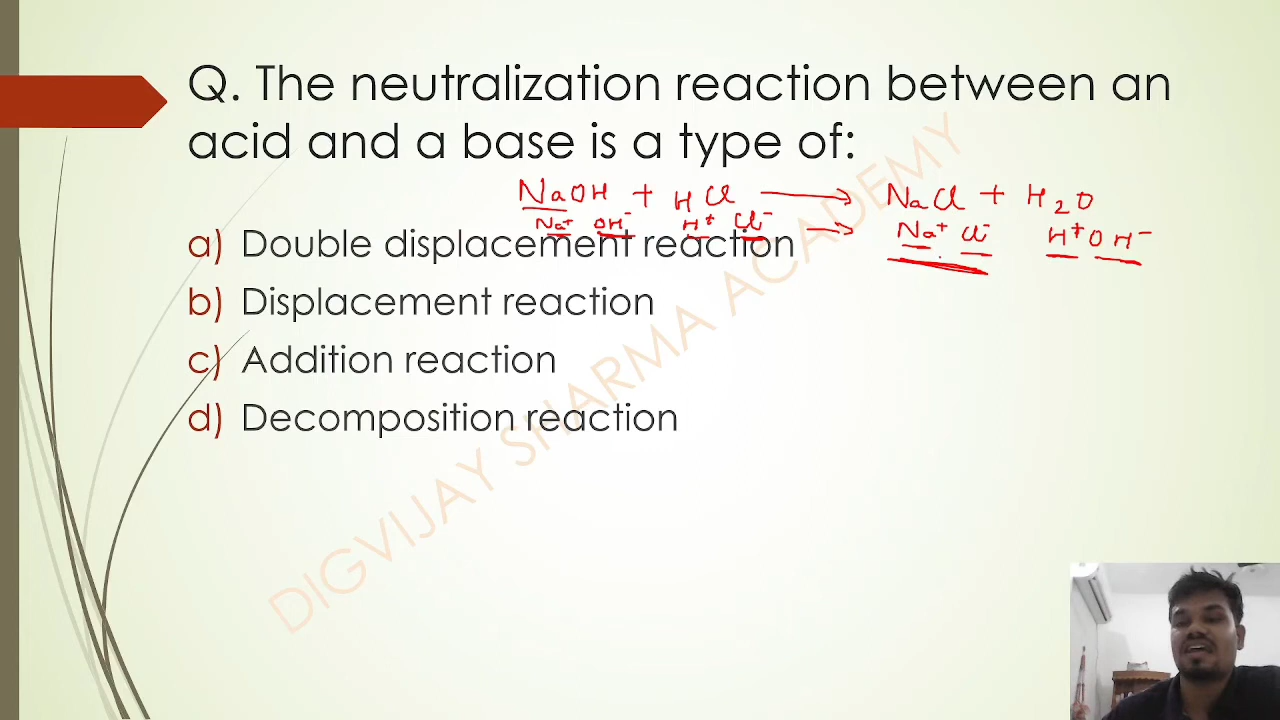 Q. The neutralization reaction between an
acid and a base is a type of:
NaOH + HCl → NaCl + H₂O
Na⁺ OH⁻ H⁺ Cl⁻ → Na⁺ Cl⁻ H⁺ OH⁻
a) Double displacement reaction
b) Displacement reaction
c) Addition reaction
d) Decomposition reaction
DIGVIJAY SHARMA ACADEMY